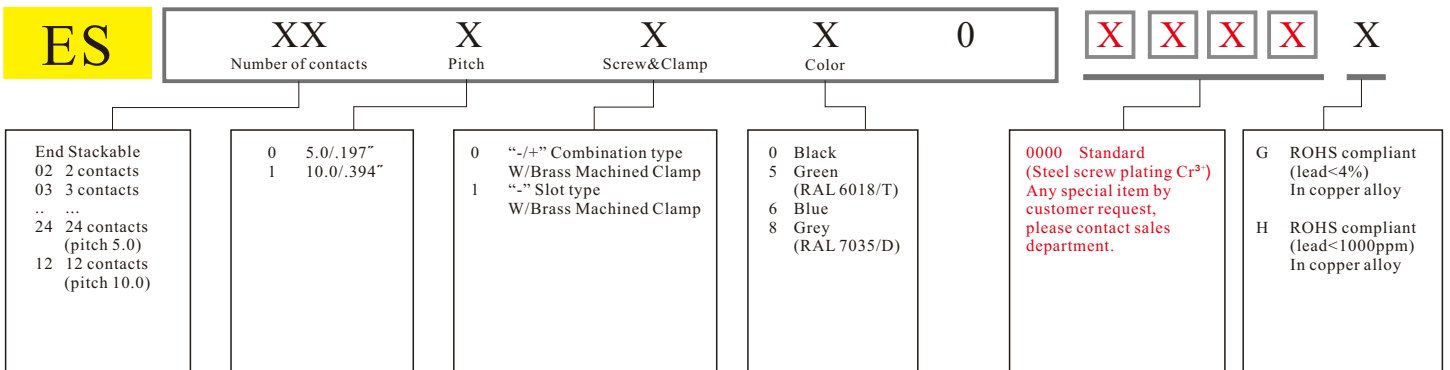 ES XX X X X 0 X X X X X
Number of contacts Pitch Screw&Clamp Color
End Stackable
02 2 contacts
03 3 contacts
.. ...
24 24 contacts
(pitch 5.0)
12 12 contacts
(pitch 10.0)
0 5.0/.197″
1 10.0/.394″
0 “-/+” Combination type
W/Brass Machined Clamp
1 “-” Slot type
W/Brass Machined Clamp
0 Black
5 Green
(RAL 6018/T)
6 Blue
8 Grey
(RAL 7035/D)
0000 Standard
(Steel screw plating Cr³⁺)
Any special item by
customer request,
please contact sales
department.
G ROHS compliant
(lead<4%)
In copper alloy
H ROHS compliant
(lead<1000ppm)
In copper alloy